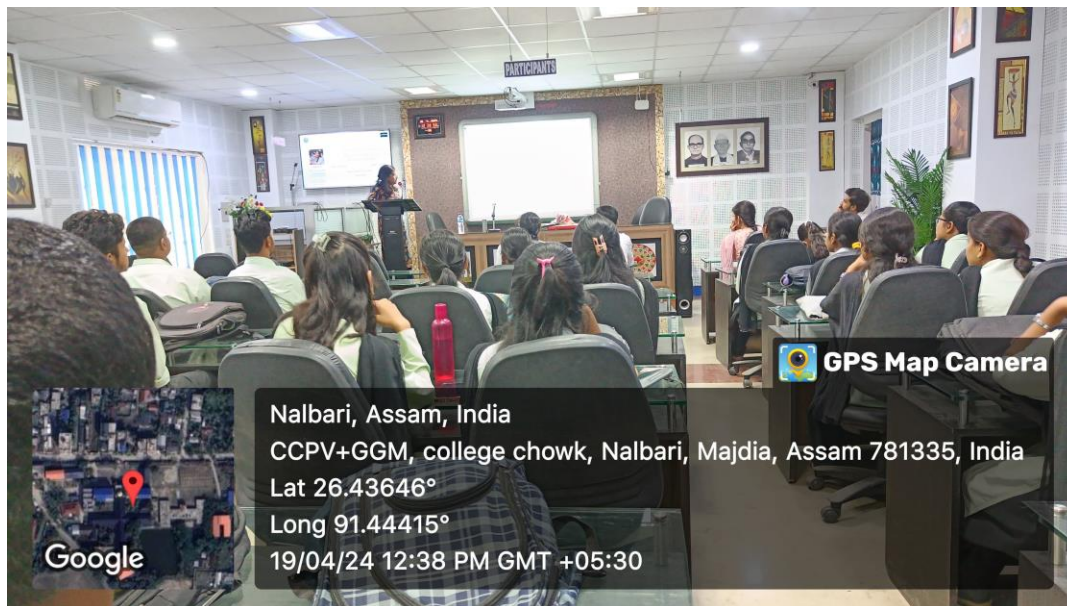 PARTICIPANTS
GPS Map Camera
Nalbari, Assam, India
CCPV+GGM, college chowk, Nalbari, Majdia, Assam 781335, India
Lat 26.43646°
Long 91.44415°
19/04/24 12:38 PM GMT +05:30
Google